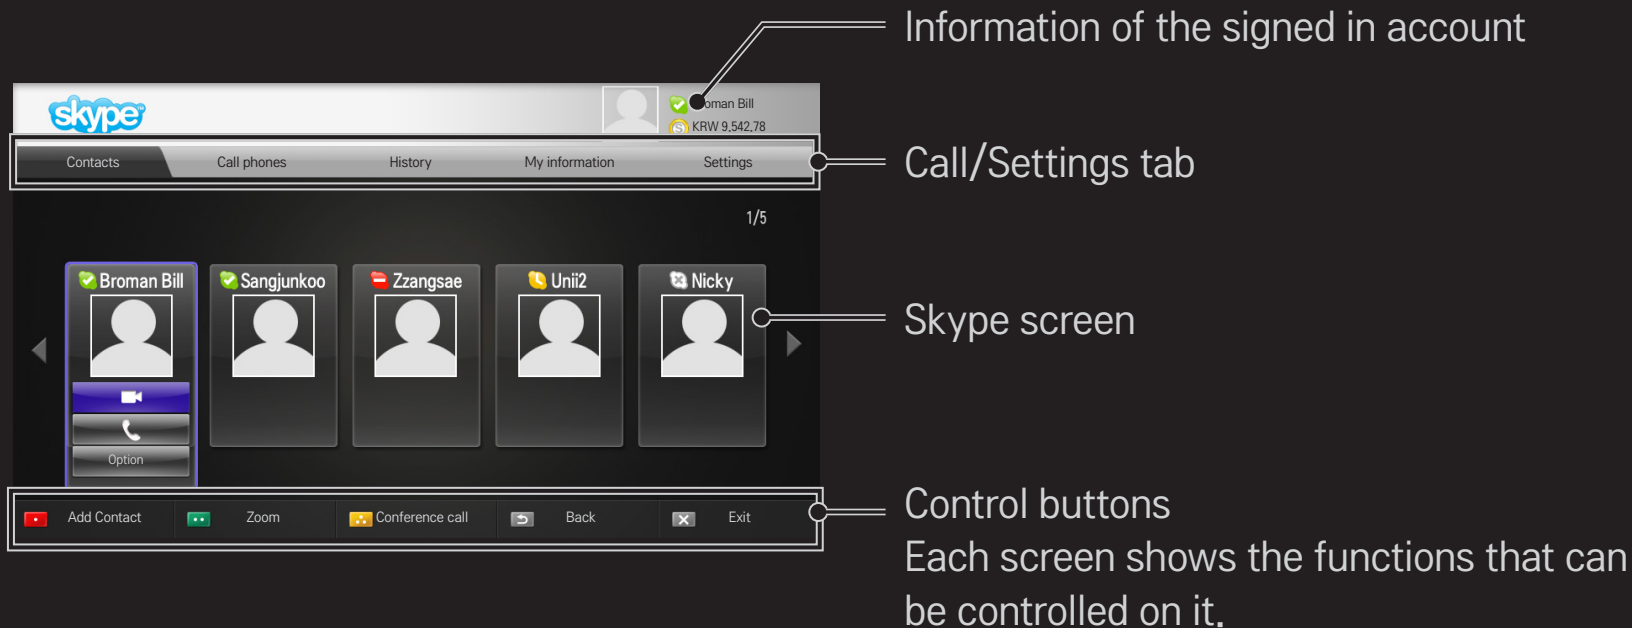 Information of the signed in account
skype
Broman Bill
KRW 9,542,78
Contacts Call phones History My information Settings
Call/Settings tab
1/5
Broman Bill Sangjunkoo Zzangsae Unii2 Nicky
Skype screen
Option
Add Contact Zoom Conference call Back Exit
Control buttons
Each screen shows the functions that can
be controlled on it.